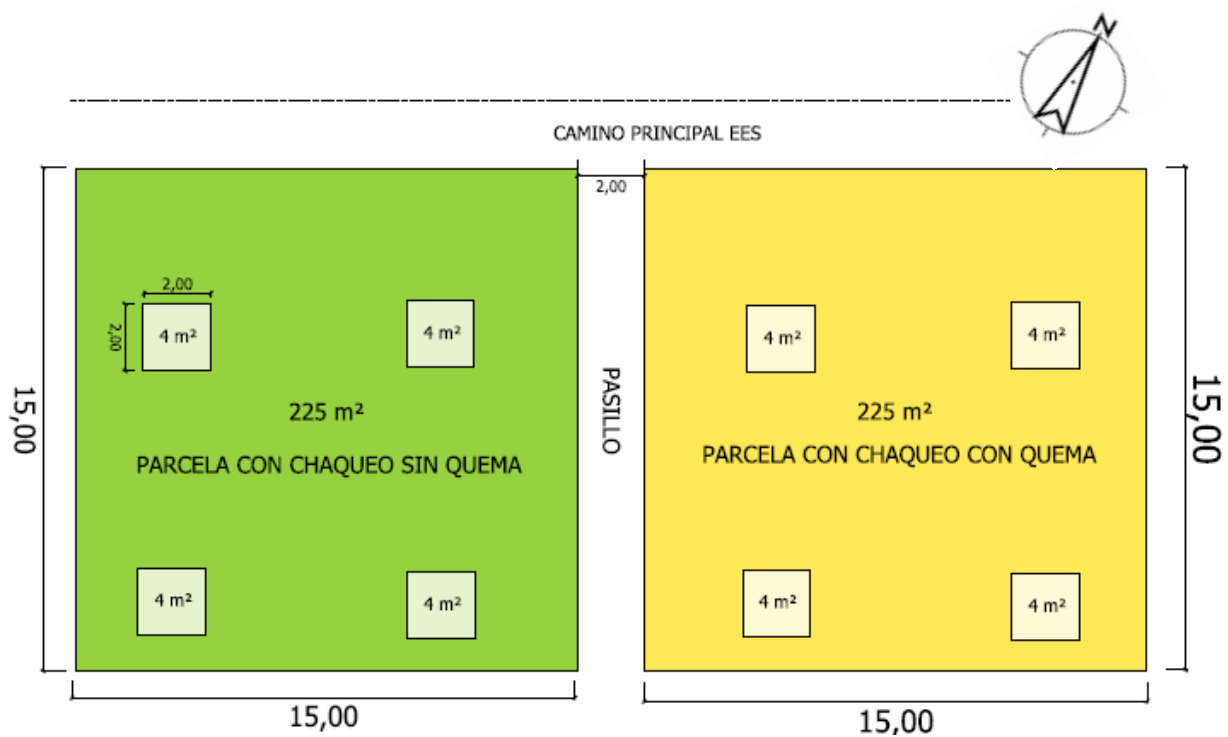 N
CAMINO PRINCIPAL EES
2,00
2,00
2,00
4 m²
4 m²
4 m²
4 m²
15,00
225 m²
PARCELA CON CHAQUEO SIN QUEMA
PASILLO
225 m²
PARCELA CON CHAQUEO CON QUEMA
15,00
4 m²
4 m²
4 m²
4 m²
15,00
15,00